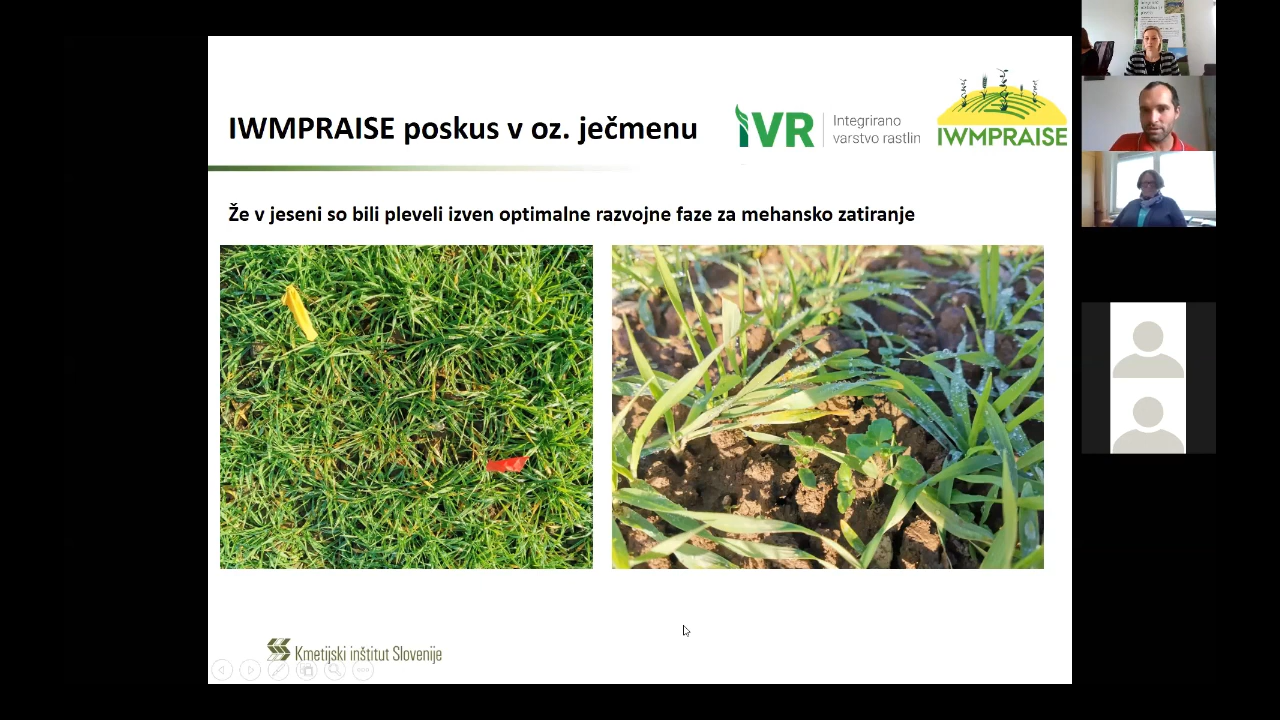 IWMPRAISE poskus v oz. ječmenu
IVR
Integrirano
varstvo rastlin
IWMPRAISE
Že v jeseni so bili pleveli izven optimalne razvojne faze za mehansko zatiranje
Kmetijski inštitut Slovenije